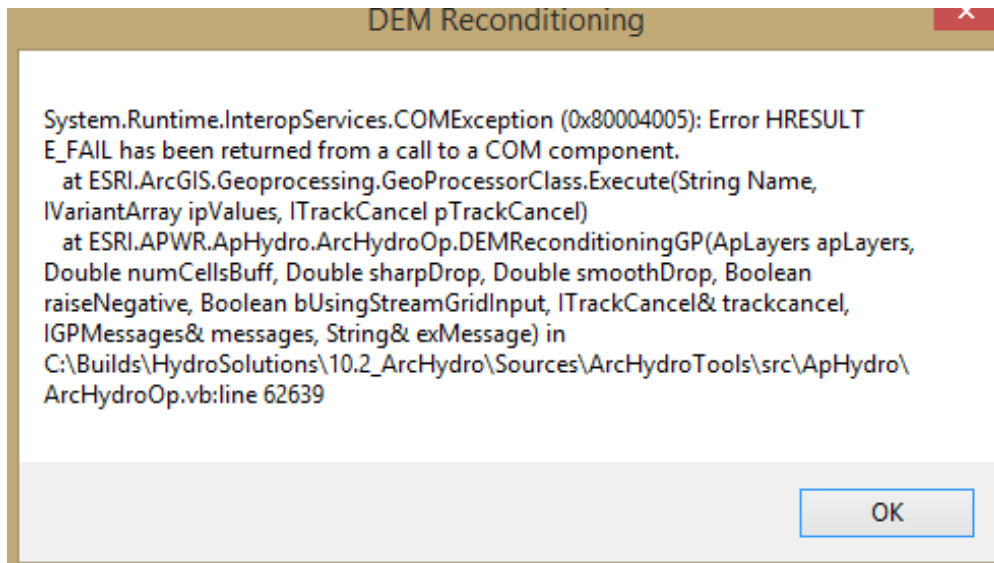 DEM Reconditioning
System.Runtime.InteropServices.COMException (0x80004005): Error HRESULT
E_FAIL has been returned from a call to a COM component.
at ESRI.ArcGIS.Geoprocessing.GeoProcessorClass.Execute(String Name,
IVariantArray ipValues, ITrackCancel pTrackCancel)
at ESRI.APWR.ApHydro.ArcHydroOp.DEMReconditioningGP(ApLayers apLayers,
Double numCellsBuff, Double sharpDrop, Double smoothDrop, Boolean
raiseNegative, Boolean bUsingStreamGridInput, ITrackCancel& trackcancel,
IGPMessages& messages, String& exMessage) in
C:\Builds\HydroSolutions\10.2_ArcHydro\Sources\ArcHydroTools\src\ApHydro\
ArcHydroOp.vb:line 62639
OK